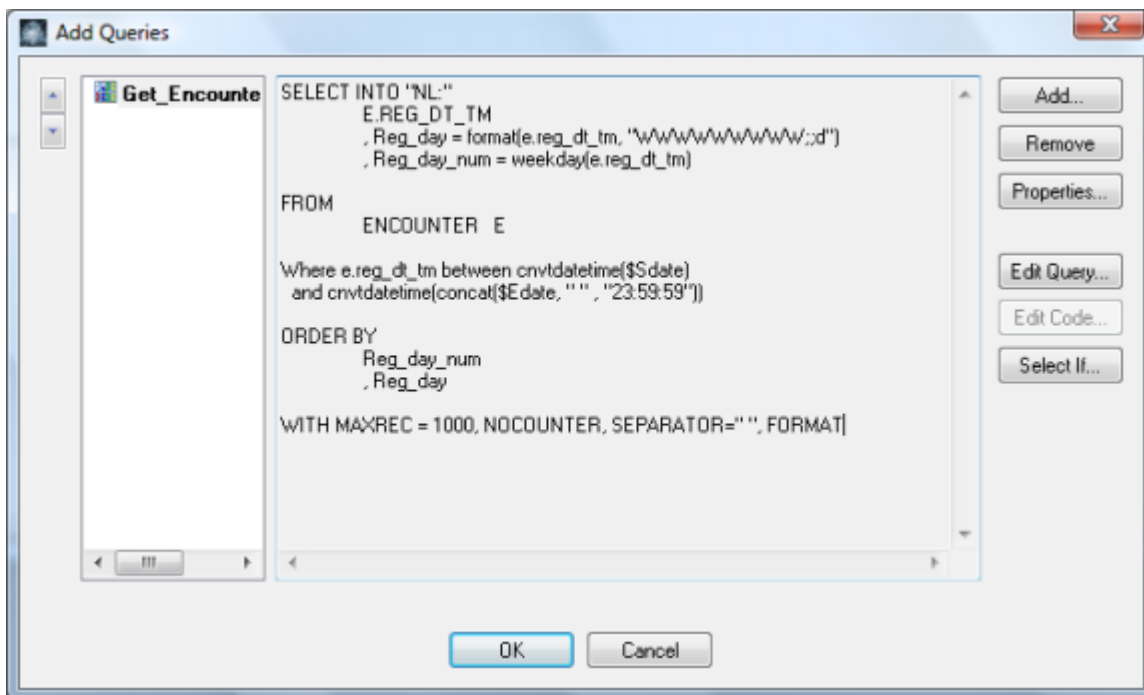 Add Queries
Get_Encounte
SELECT INTO "NL:"
E.REG_DT_TM
, Reg_day = format(e.reg_dt_tm, "WWWWWWWWW;;d")
, Reg_day_num = weekday(e.reg_dt_tm)
FROM
ENCOUNTER E
Where e.reg_dt_tm between cnvtdatetime($Sdate)
and cnvtdatetime(concat($Edate, " " , "23:59:59"))
ORDER BY
Reg_day_num
, Reg_day
WITH MAXREC = 1000, NOCOUNTER, SEPARATOR=" ", FORMAT
Add...
Remove
Properties...
Edit Query...
Edit Code...
Select If...
OK
Cancel